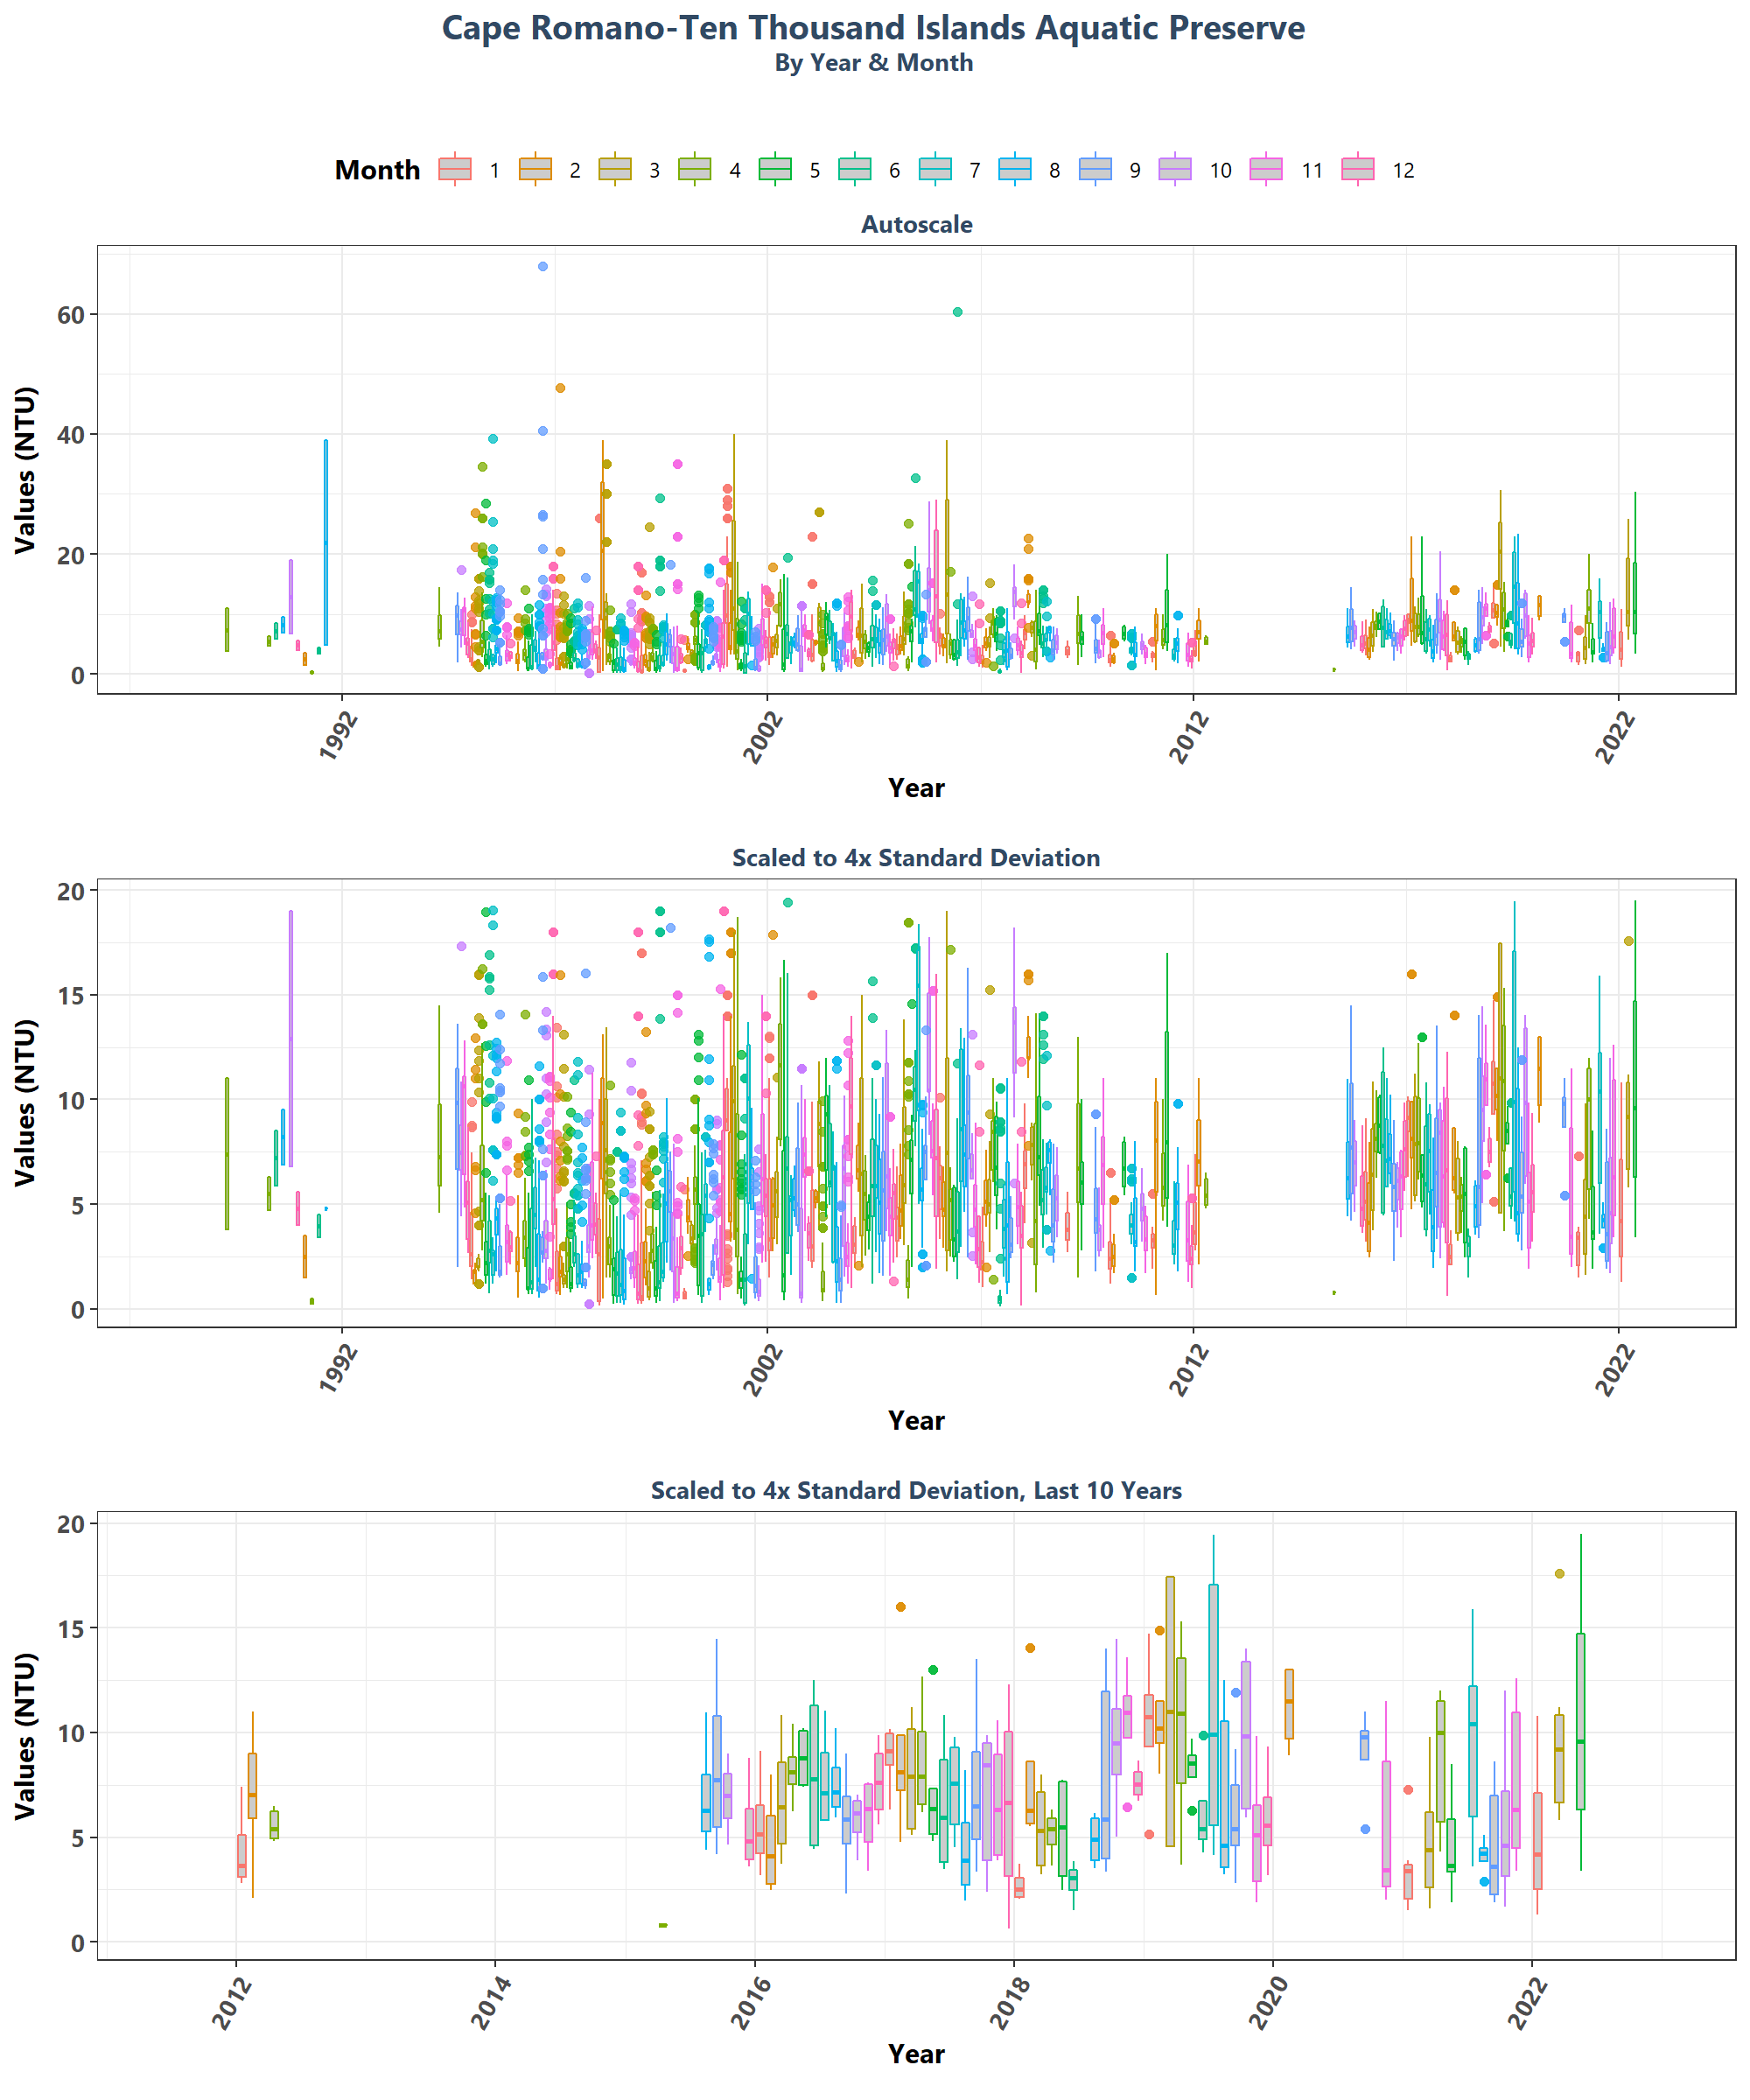 Cape Romano-Ten Thousand Islands Aquatic Preserve
By Year & Month
Month 1 2 3 4 5 6 7 8 9 10 11 12
Autoscale
Values (NTU)
60
40
20
0
1992 2002 2012 2022
Year
Scaled to 4x Standard Deviation
Values (NTU)
20
15
10
5
0
1992 2002 2012 2022
Year
Scaled to 4x Standard Deviation, Last 10 Years
Values (NTU)
20
15
10
5
0
2012 2014 2016 2018 2020 2022
Year